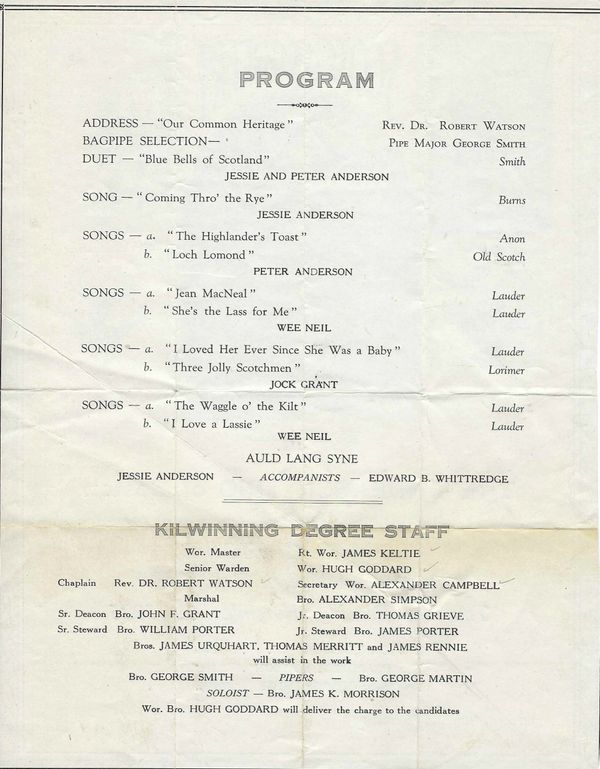 PROGRAM
ADDRESS — "Our Common Heritage" Rev. Dr. Robert Watson
BAGPIPE SELECTION— Pipe Major George Smith
DUET — "Blue Bells of Scotland" Smith
JESSIE AND PETER ANDERSON
SONG — "Coming Thro' the Rye" Burns
JESSIE ANDERSON
SONGS — a. "The Highlander's Toast" Anon
b. "Loch Lomond" Old Scotch
PETER ANDERSON
SONGS — a. "Jean MacNeal" Lauder
b. "She's the Lass for Me" Lauder
WEE NEIL
SONGS — a. "I Loved Her Ever Since She Was a Baby" Lauder
b. "Three Jolly Scotchmen" Lorimer
JOCK GRANT
SONGS — a. "The Waggle o' the Kilt" Lauder
b. "I Love a Lassie" Lauder
WEE NEIL
AULD LANG SYNE
JESSIE ANDERSON — ACCOMPANISTS — EDWARD B. WHITTREDGE
KILWINNING DEGREE STAFF
Wor. Master Rt. Wor. JAMES KELTIE
Senior Warden Wor. HUGH GODDARD
Chaplain Rev. DR. ROBERT WATSON Secretary Wor. ALEXANDER CAMPBELL
Marshal Bro. ALEXANDER SIMPSON
Sr. Deacon Bro. JOHN F. GRANT Jr. Deacon Bro. THOMAS GRIEVE
Sr. Steward Bro. WILLIAM PORTER Jr. Steward Bro. JAMES PORTER
Bros. JAMES URQUHART, THOMAS MERRITT and JAMES RENNIE
will assist in the work
Bro. GEORGE SMITH — PIPERS — Bro. GEORGE MARTIN
SOLOIST — Bro. JAMES K. MORRISON
Wor. Bro. HUGH GODDARD will deliver the charge to the candidates